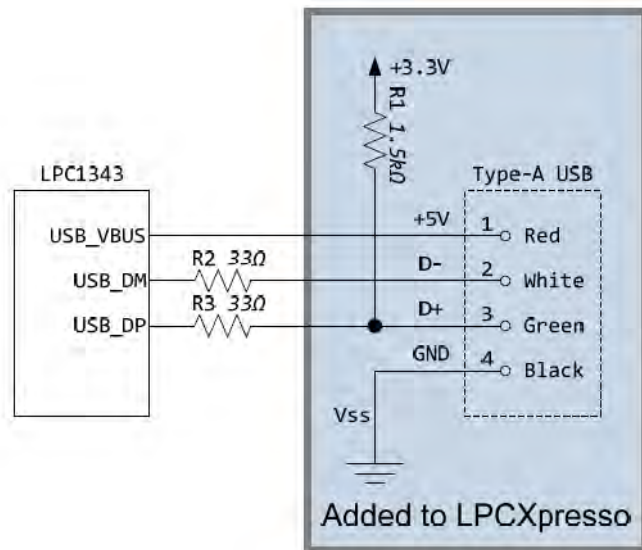 +3.3V
R1 1.5kΩ
LPC1343
Type-A USB
USB_VBUS
+5V
1
Red
R2 33Ω
USB_DM
D-
2
White
R3 33Ω
USB_DP
D+
3
Green
GND
4
Black
Vss
Added to LPCXpresso